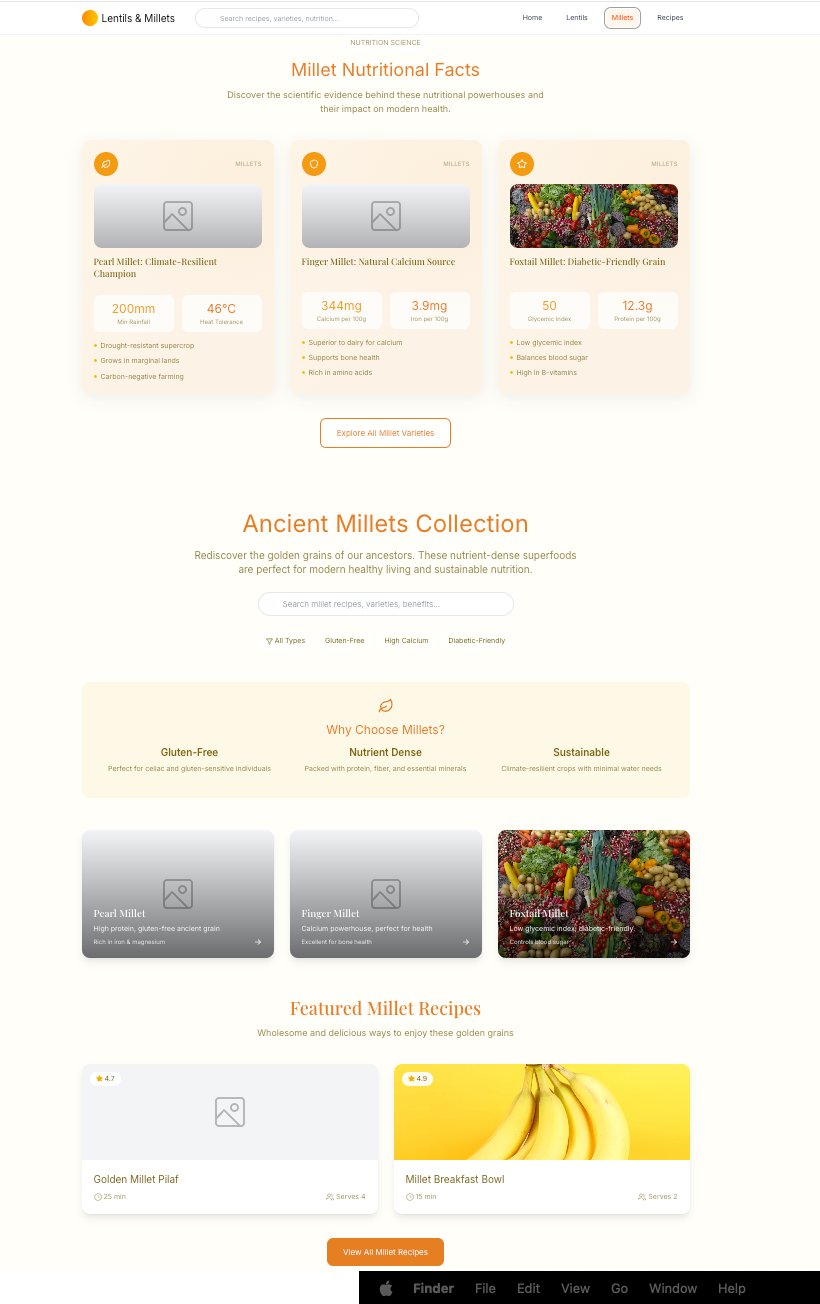 Lentils & Millets
Search recipes, varieties, nutrition...
Home
Lentils
Millets
Recipes
NUTRITION SCIENCE
Millet Nutritional Facts
Discover the scientific evidence behind these nutritional powerhouses and
their impact on modern health.
MILLETS
Pearl Millet: Climate-Resilient
Champion
200mm
Min Rainfall
46°C
Heat Tolerance
Drought-resistant supercrop
Grows in marginal lands
Carbon-negative farming
MILLETS
Finger Millet: Natural Calcium Source
344mg
Calcium per 100g
3.9mg
Iron per 100g
Superior to dairy for calcium
Supports bone health
Rich in amino acids
MILLETS
Foxtail Millet: Diabetic-Friendly Grain
50
Glycemic Index
12.3g
Protein per 100g
Low glycemic index
Balances blood sugar
High in B-vitamins
Explore All Millet Varieties
Ancient Millets Collection
Rediscover the golden grains of our ancestors. These nutrient-dense superfoods
are perfect for modern healthy living and sustainable nutrition.
Search millet recipes, varieties, benefits...
All Types
Gluten-Free
High Calcium
Diabetic-Friendly
Why Choose Millets?
Gluten-Free
Perfect for celiac and gluten-sensitive individuals
Nutrient Dense
Packed with protein, fiber, and essential minerals
Sustainable
Climate-resilient crops with minimal water needs
Pearl Millet
High protein, gluten-free ancient grain
Rich in iron & magnesium
Finger Millet
Calcium powerhouse, perfect for health
Excellent for bone health
Foxtail Millet
Low glycemic index, diabetic-friendly
Controls blood sugar
Featured Millet Recipes
Wholesome and delicious ways to enjoy these golden grains
4.7
Golden Millet Pilaf
25 min
Serves 4
4.9
Millet Breakfast Bowl
15 min
Serves 2
View All Millet Recipes
Finder File Edit View Go Window Help